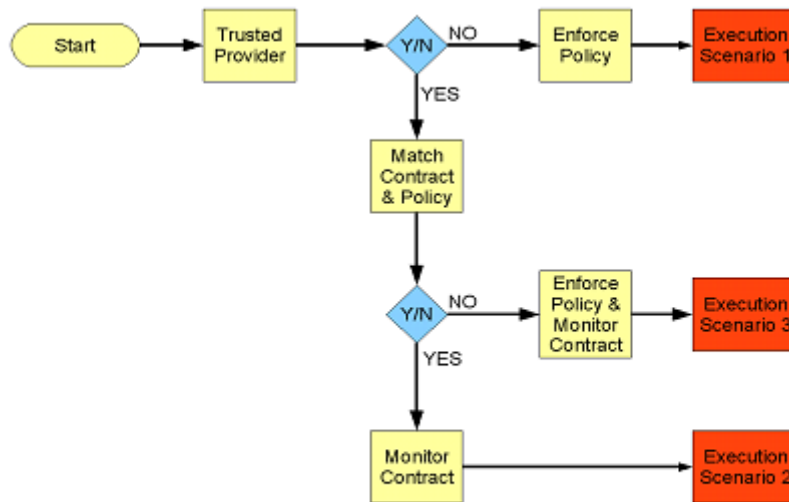 Start
Trusted
Provider
Y/N
NO
Enforce
Policy
Execution
Scenario 1
YES
Match
Contract
& Policy
Y/N
NO
Enforce
Policy &
Monitor
Contract
Execution
Scenario 3
YES
Monitor
Contract
Execution
Scenario 2